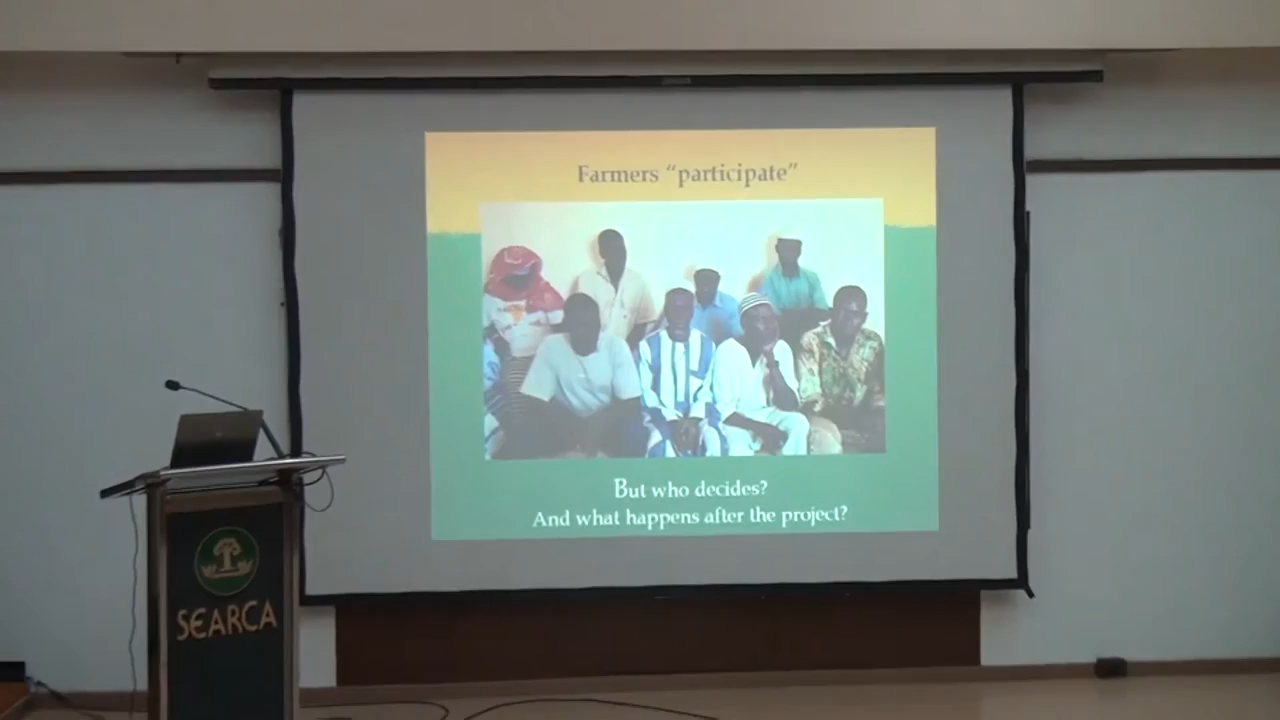 Farmers “participate”
But who decides?
And what happens after the project?
SEARCA